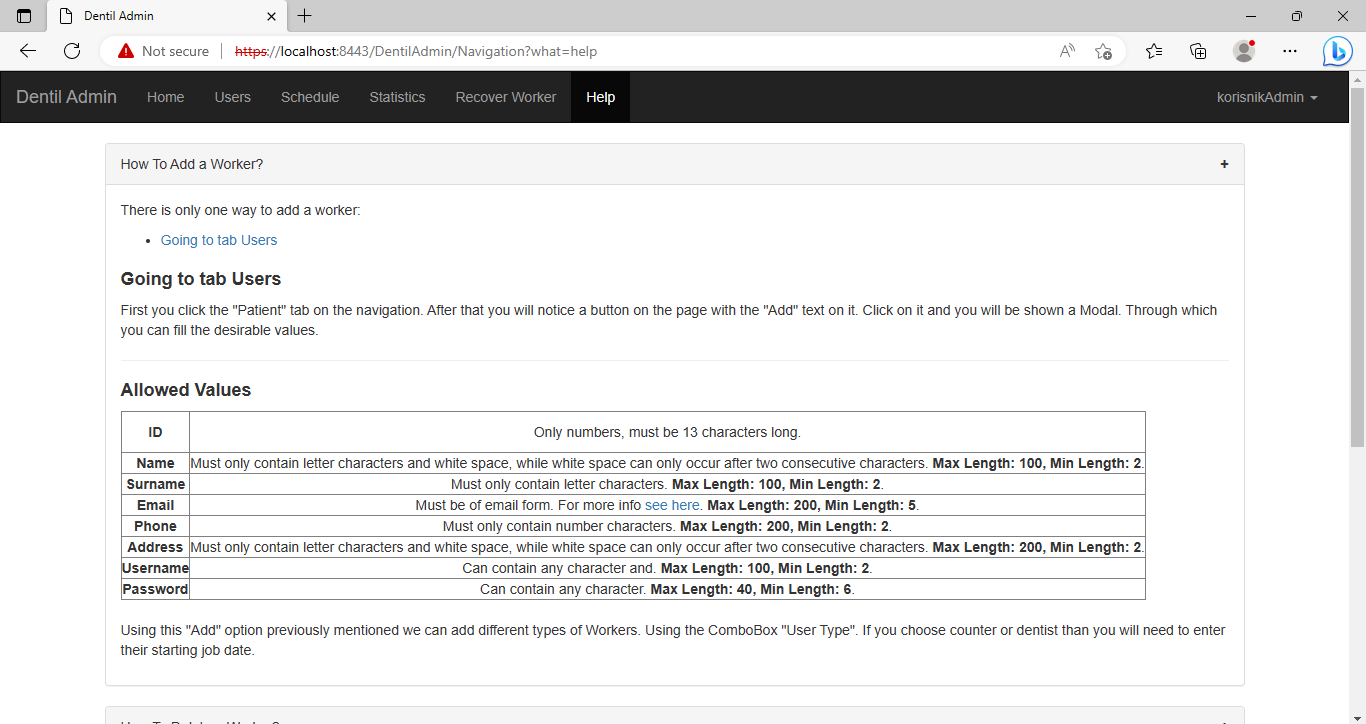 Dentil Admin
Not secure https://localhost:8443/DentilAdmin/Navigation?what=help
Dentil Admin Home Users Schedule Statistics Recover Worker Help korisnikAdmin
How To Add a Worker? +
There is only one way to add a worker:
• Going to tab Users
Going to tab Users
First you click the "Patient" tab on the navigation. After that you will notice a button on the page with the "Add" text on it. Click on it and you will be shown a Modal. Through which
you can fill the desirable values.
Allowed Values
ID Only numbers, must be 13 characters long.
Name Must only contain letter characters and white space, while white space can only occur after two consecutive characters. Max Length: 100, Min Length: 2.
Surname Must only contain letter characters. Max Length: 100, Min Length: 2.
Email Must be of email form. For more info see here. Max Length: 200, Min Length: 5.
Phone Must only contain number characters. Max Length: 200, Min Length: 2.
Address Must only contain letter characters and white space, while white space can only occur after two consecutive characters. Max Length: 200, Min Length: 2.
Username Can contain any character and. Max Length: 100, Min Length: 2.
Password Can contain any character. Max Length: 40, Min Length: 6.
Using this "Add" option previously mentioned we can add different types of Workers. Using the ComboBox "User Type". If you choose counter or dentist than you will need to enter
their starting job date.